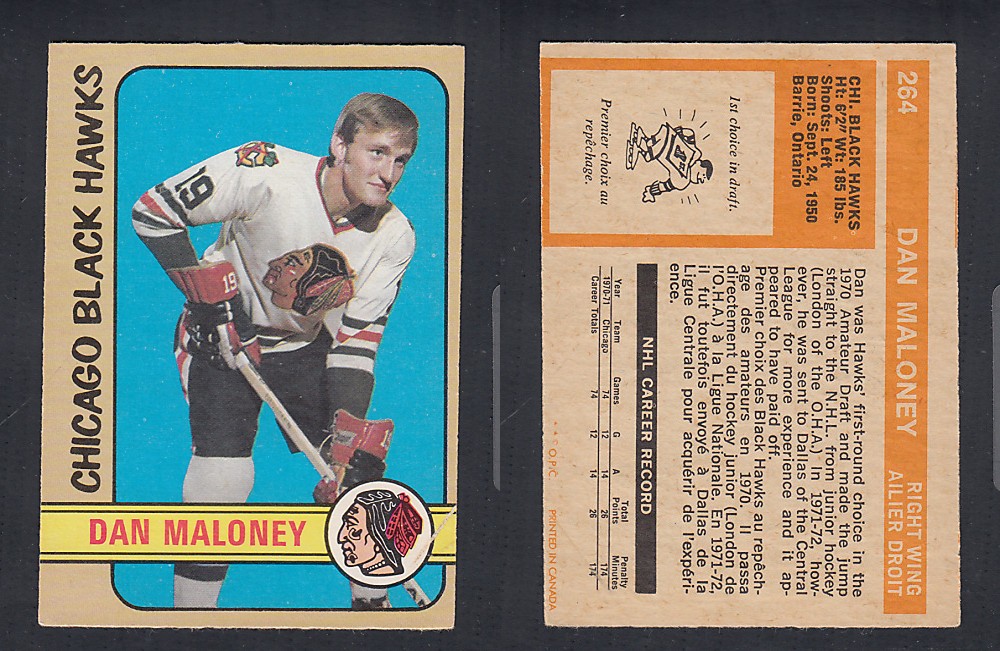 CHICAGO BLACK HAWKS
19
19
DAN MALONEY
264 DAN MALONEY RIGHT WING
AILIER DROIT
CHI. BLACK HAWKS
Ht: 6'2" Wt: 185 lbs.
Shoots: Left
Born: Sept. 24, 1950
Barrie, Ontario
1st choice in draft.
Premier choix au
repêchage.
Dan was Hawks' first-round choice in the
1970 Amateur Draft and made the jump
straight to the N.H.L. from junior hockey
(London of the O.H.A.) In 1971-72, how-
ever, he was sent to Dallas of the Central
League for more experience and it ap-
peared to have paid off.
Premier choix des Black Hawks au repêch-
age des amateurs en 1970. Il passa
directement du hockey junior (London de
l'O.H.A.) à la Ligue Nationale. En 1971-72,
il fut toutefois envoyé à Dallas de la
Ligue Centrale pour acquérir de l'expéri-
ence.
NHL CAREER RECORD
Year Team Games G A Total Points Penalty Minutes
1970-71 Chicago 74 12 14 26 174
Career Totals 74 12 14 26 174
O.P.C. PRINTED IN CANADA